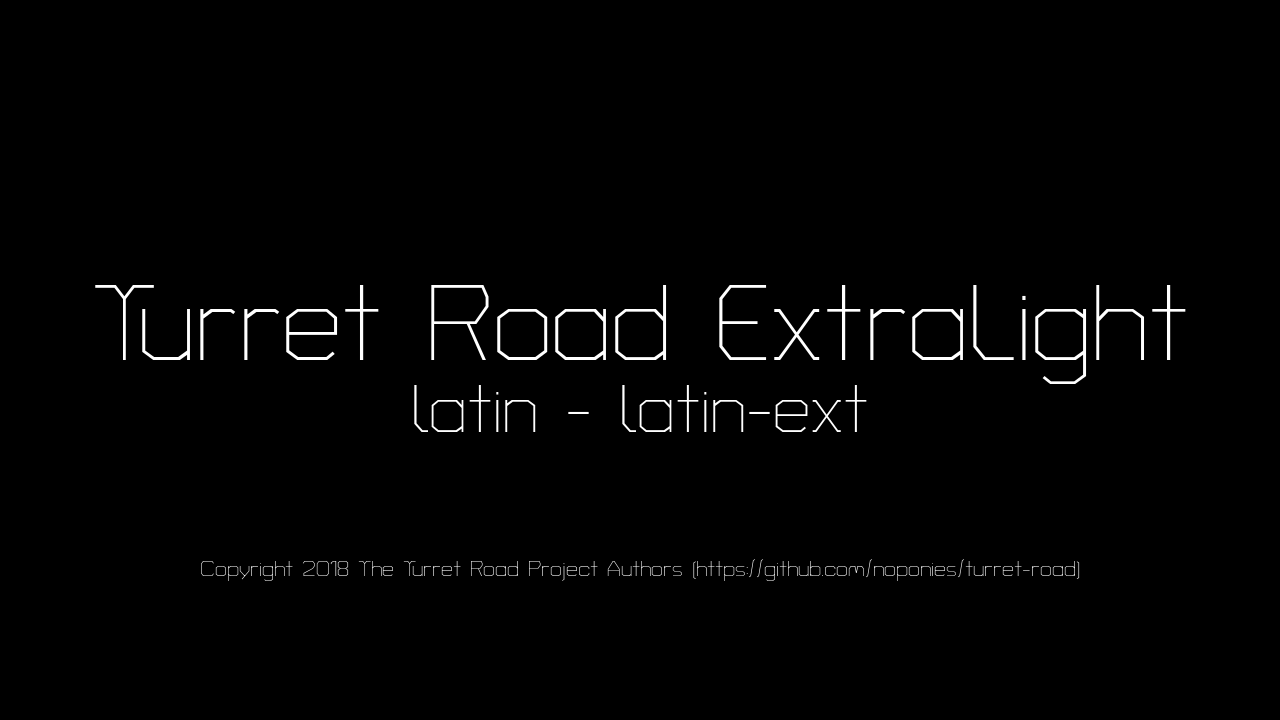 Turret Road ExtraLight
latin - latin-ext
Copyright 2018 The Turret Road Project Authors (https://github.com/noponies/turret-road)